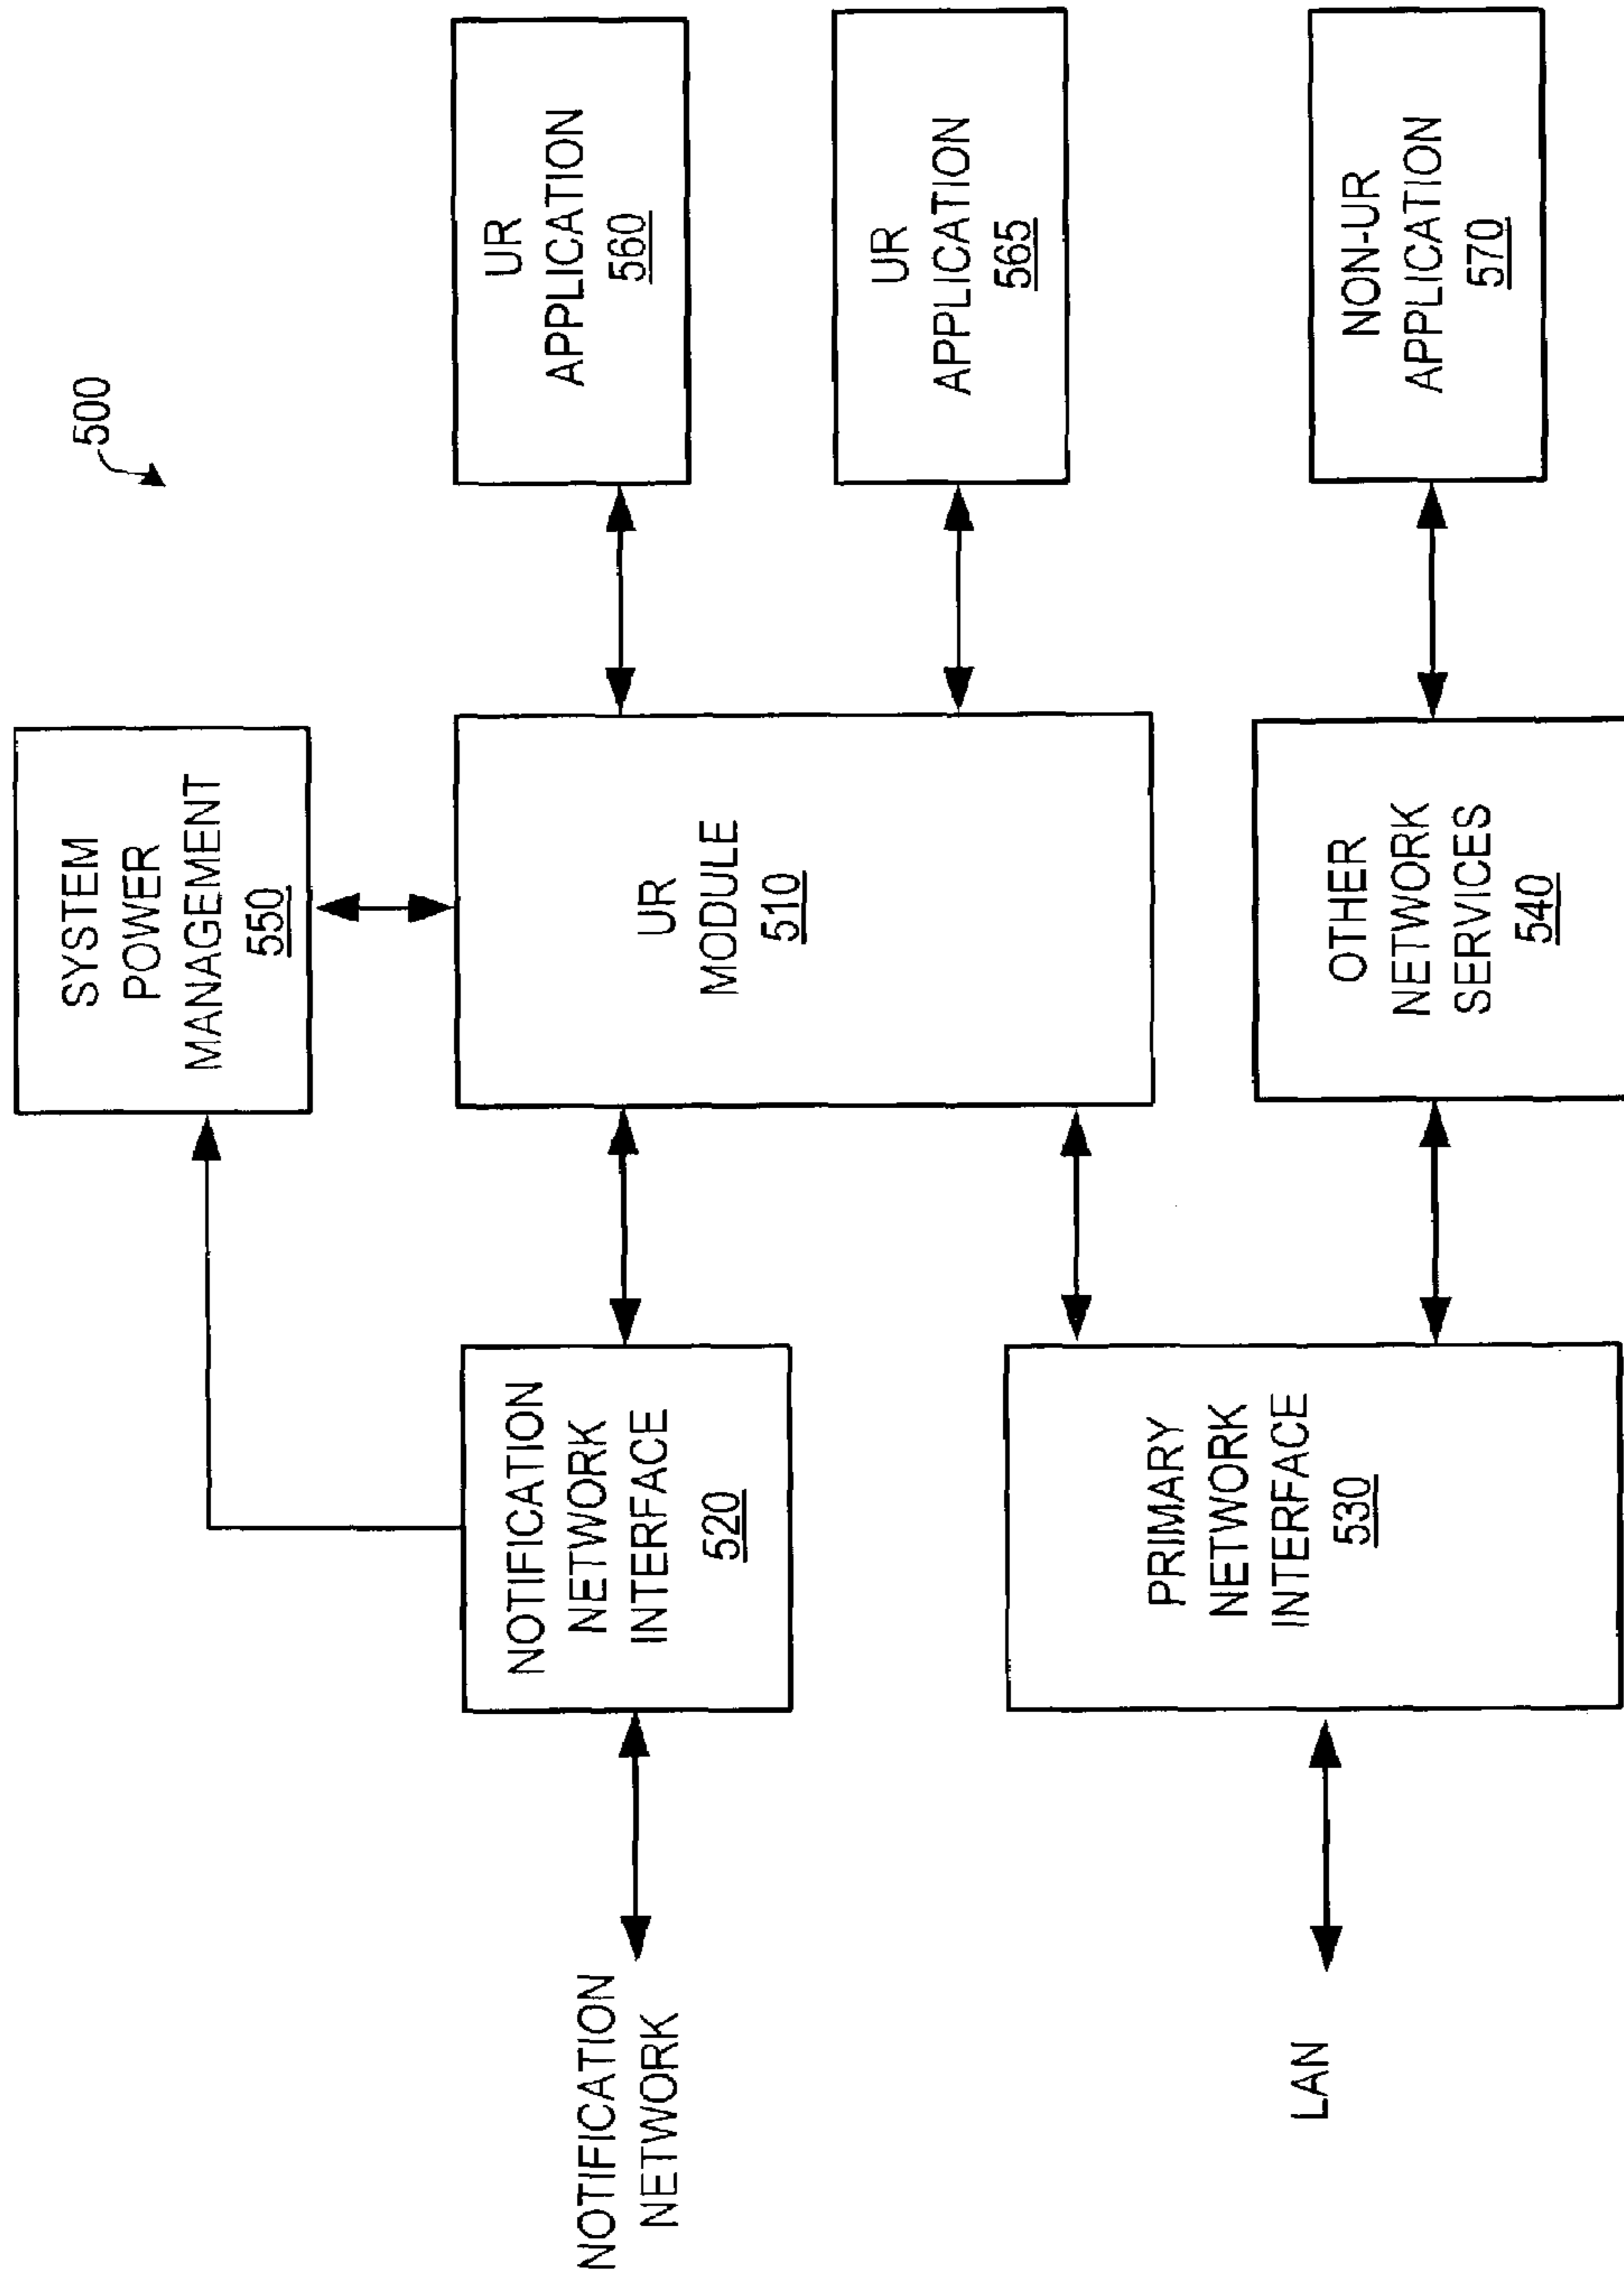 500
SYSTEM
POWER
MANAGEMENT
550
NOTIFICATION
NETWORK
NOTIFICATION
NETWORK
INTERFACE
520
UR
MODULE
510
UR
APPLICATION
560
UR
APPLICATION
565
LAN
PRIMARY
NETWORK
INTERFACE
530
OTHER
NETWORK
SERVICES
540
NON-UR
APPLICATION
570